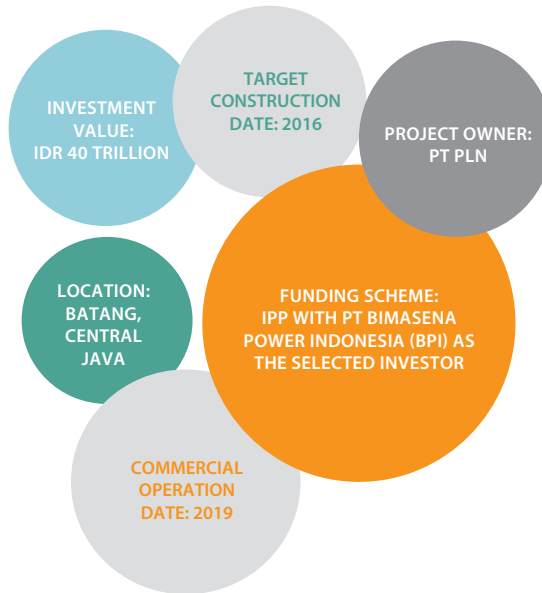 INVESTMENT
VALUE:
IDR 40 TRILLION
TARGET
CONSTRUCTION
DATE: 2016
PROJECT OWNER:
PT PLN
LOCATION:
BATANG,
CENTRAL
JAVA
FUNDING SCHEME:
IPP WITH PT BIMASENA
POWER INDONESIA (BPI) AS
THE SELECTED INVESTOR
COMMERCIAL
OPERATION
DATE: 2019